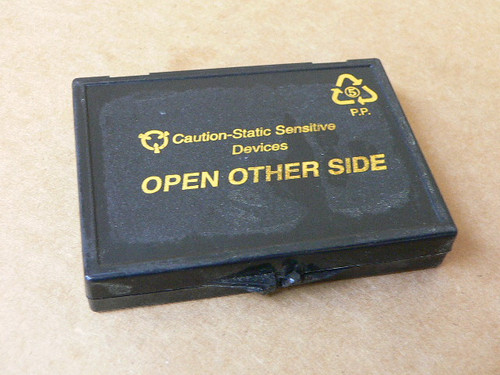 5
P.P.
Caution-Static Sensitive
Devices
OPEN OTHER SIDE